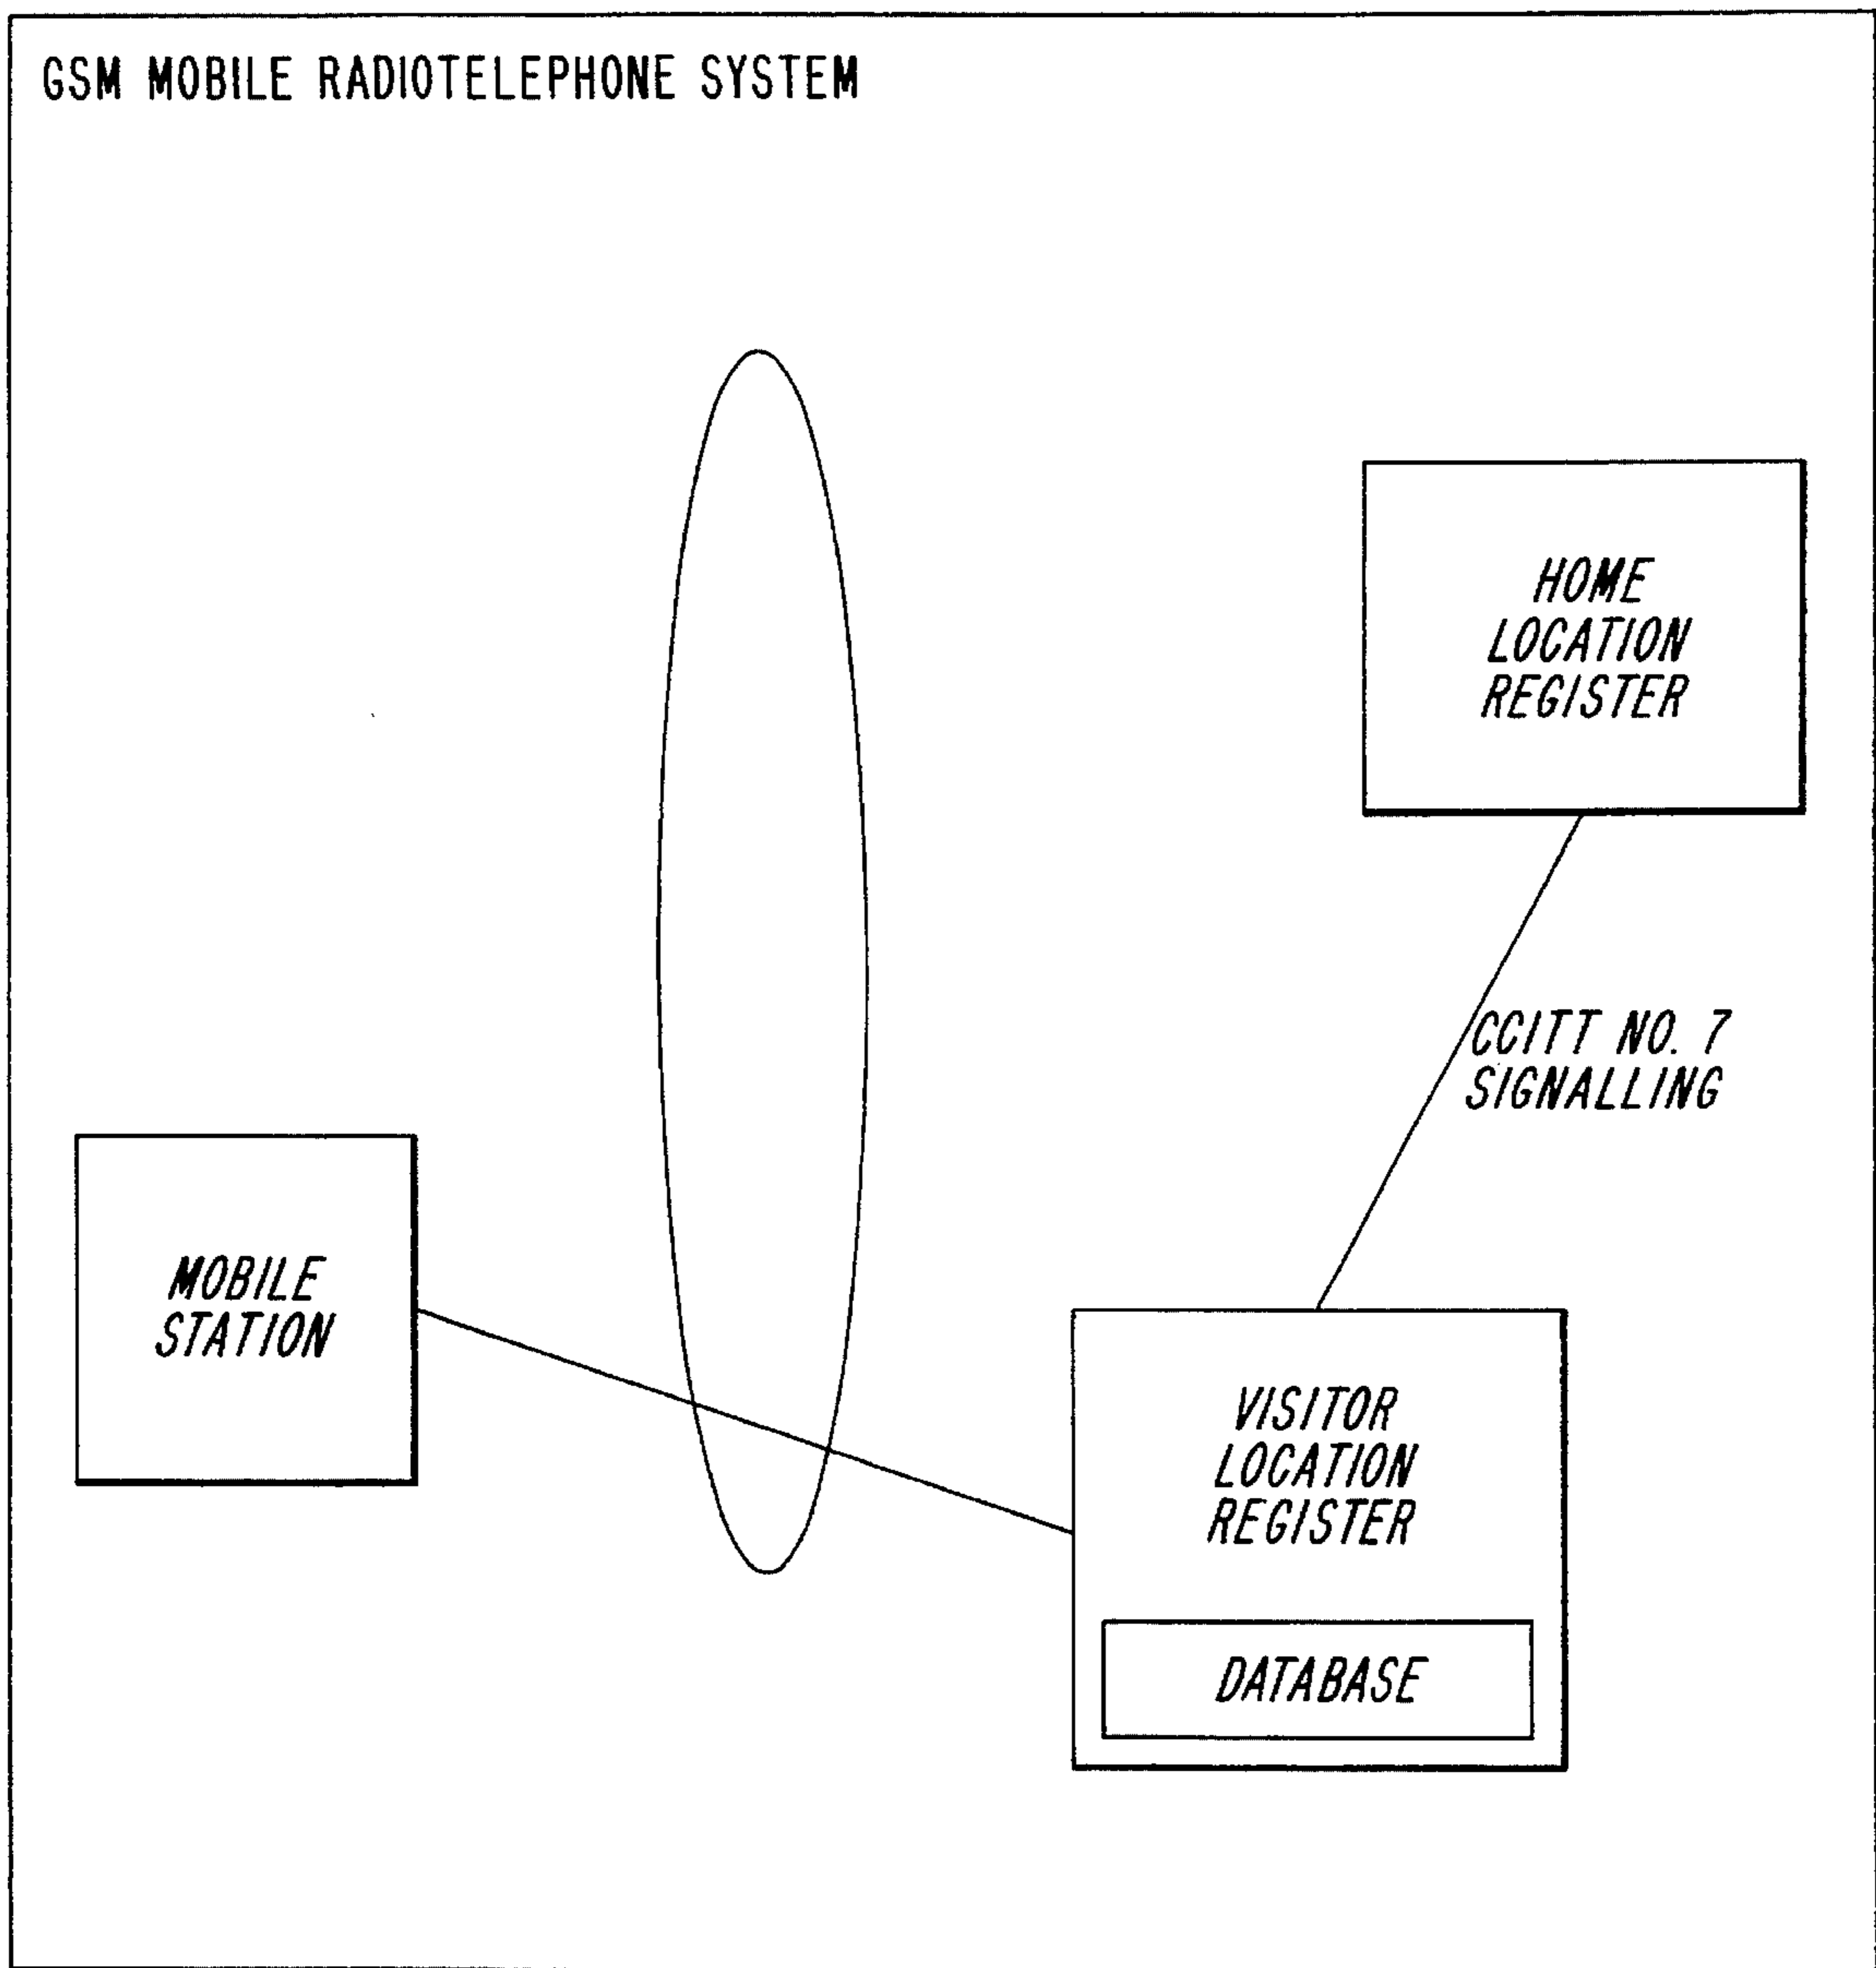 GSM MOBILE RADIOTELEPHONE SYSTEM
HOME
LOCATION
REGISTER
CCITT NO. 7
SIGNALLING
MOBILE
STATION
VISITOR
LOCATION
REGISTER
DATABASE